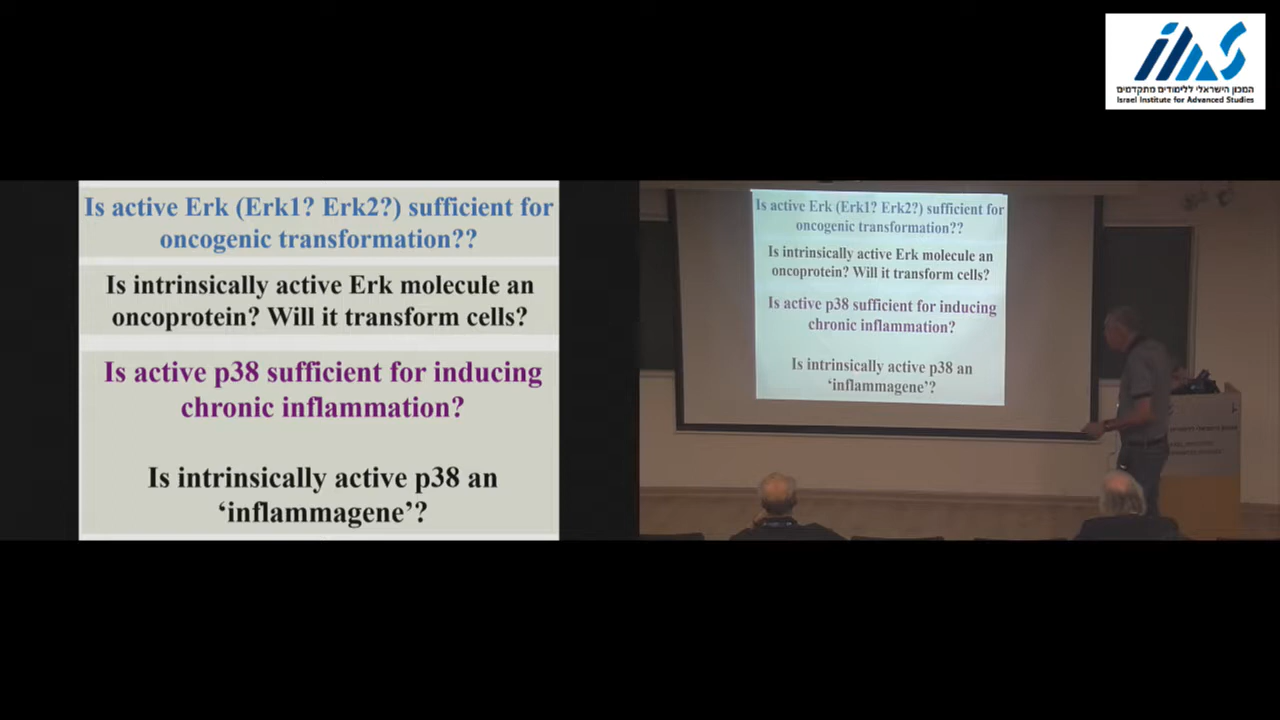 המכון הישראלי ללימודים מתקדמים
Israel Institute for Advanced Studies
Is active Erk (Erk1? Erk2?) sufficient for
oncogenic transformation??
Is intrinsically active Erk molecule an
oncoprotein? Will it transform cells?
Is active p38 sufficient for inducing
chronic inflammation?
Is intrinsically active p38 an
‘inflammagene’?
Is active Erk (Erk1? Erk2?) sufficient for
oncogenic transformation??
Is intrinsically active Erk molecule an
oncoprotein? Will it transform cells?
Is active p38 sufficient for inducing
chronic inflammation?
Is intrinsically active p38 an
‘inflammagene’?